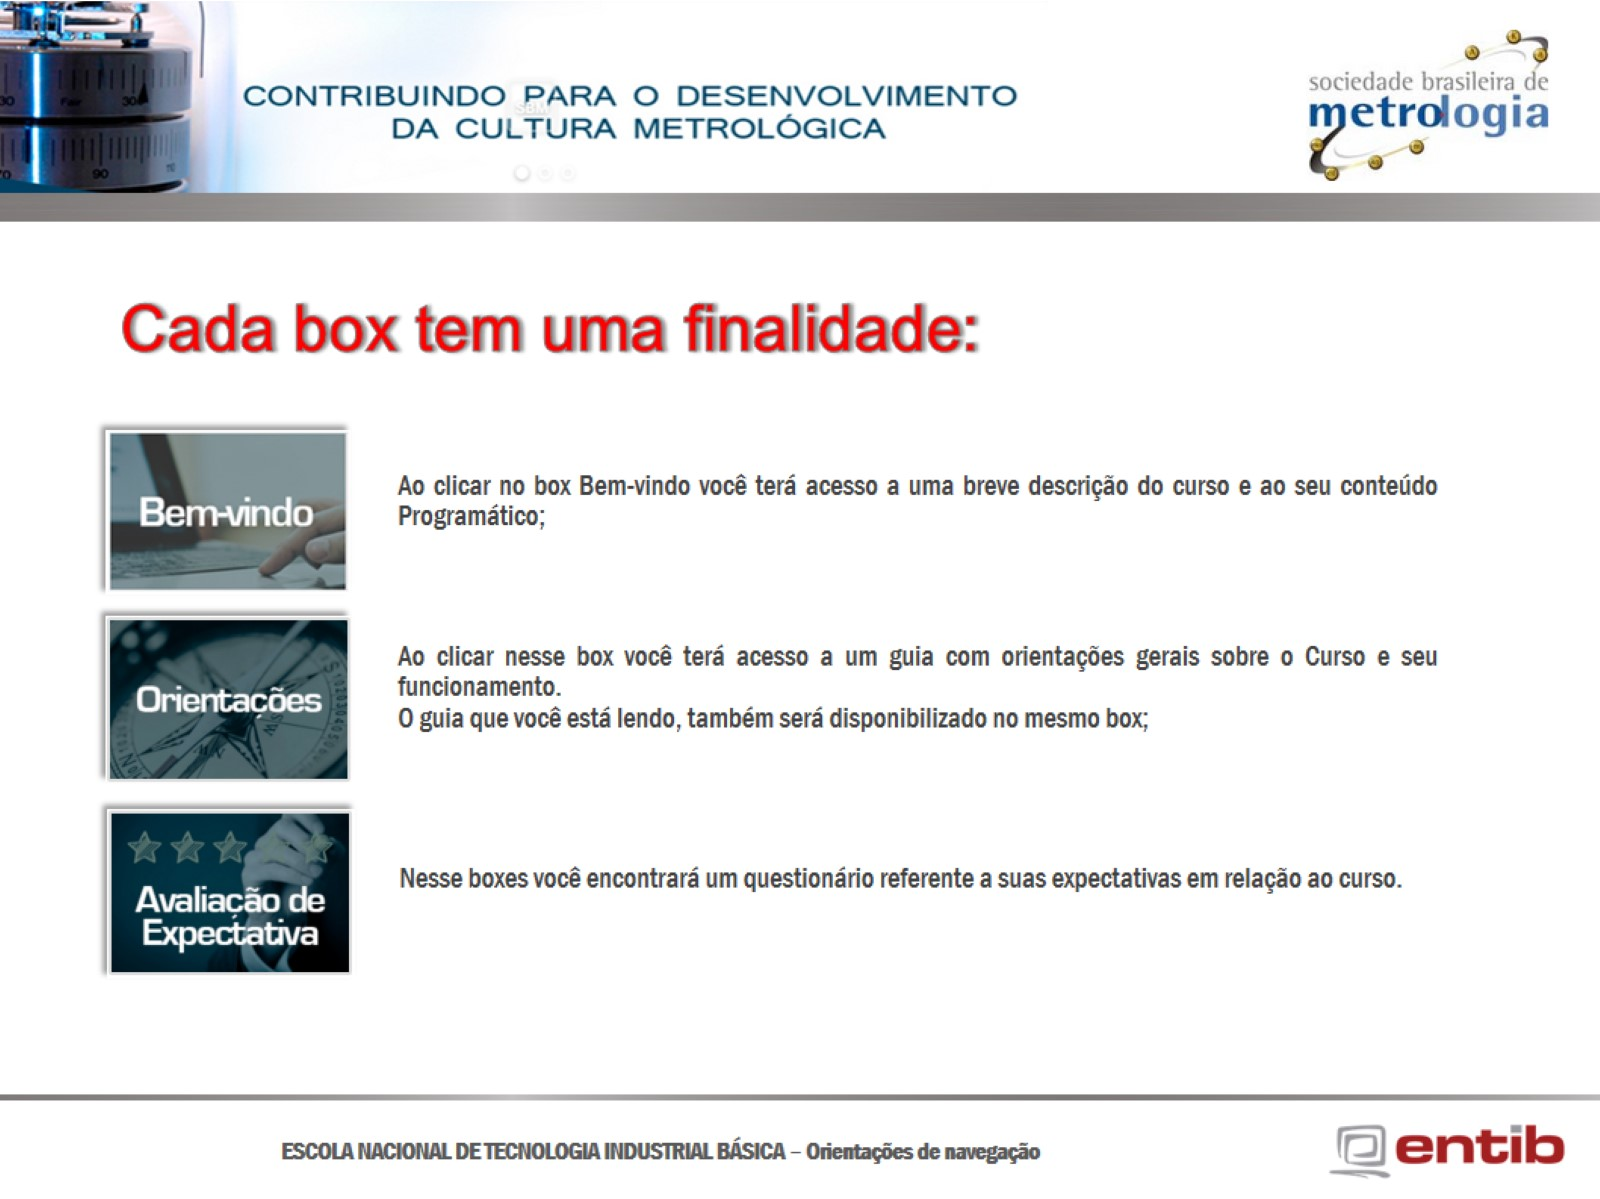 CONTRIBUINDO PARA O DESENVOLVIMENTO
DA CULTURA METROLÓGICA
SBM
sociedade brasileira de
metrologia
Cada box tem uma finalidade:
Bem-vindo
Ao clicar no box Bem-vindo você terá acesso a uma breve descrição do curso e ao seu conteúdo
Programático;
Orientações
Ao clicar nesse box você terá acesso a um guia com orientações gerais sobre o Curso e seu
funcionamento.
O guia que você está lendo, também será disponibilizado no mesmo box;
Avaliação de
Expectativa
Nesse boxes você encontrará um questionário referente a suas expectativas em relação ao curso.
ESCOLA NACIONAL DE TECNOLOGIA INDUSTRIAL BÁSICA – Orientações de navegação
entib